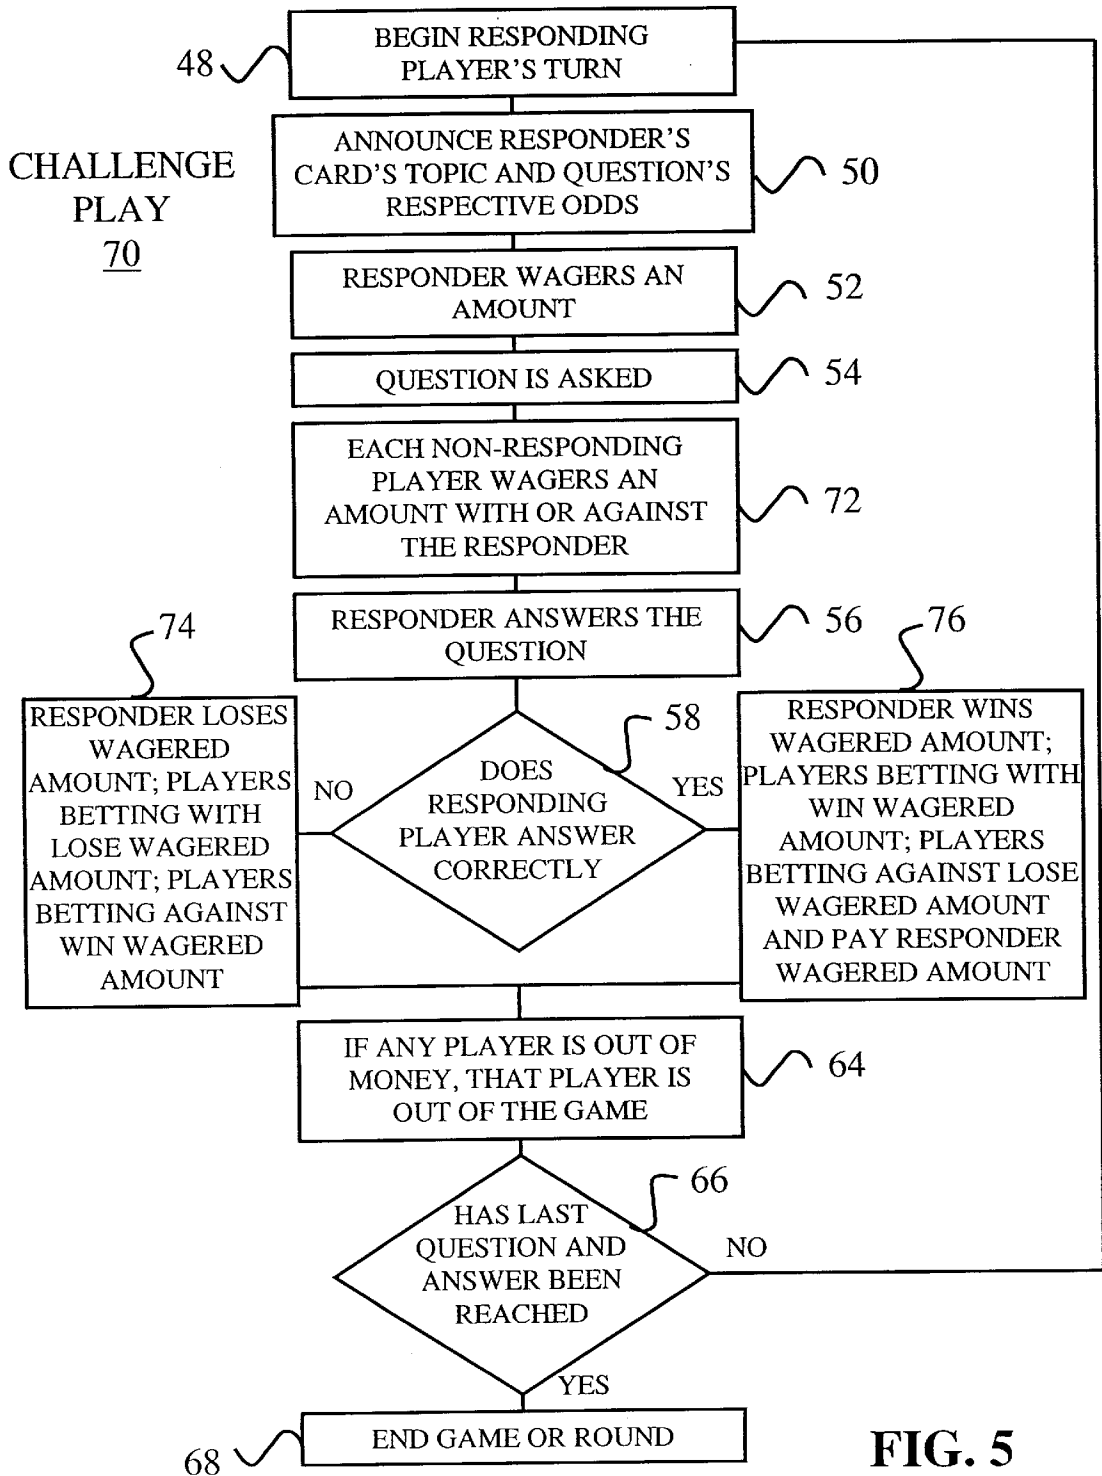 BEGIN RESPONDING
PLAYER'S TURN
48
ANNOUNCE RESPONDER'S
CARD'S TOPIC AND QUESTION'S
RESPECTIVE ODDS
50
CHALLENGE
PLAY
70
RESPONDER WAGERS AN
AMOUNT
52
QUESTION IS ASKED
54
EACH NON-RESPONDING
PLAYER WAGERS AN
AMOUNT WITH OR AGAINST
THE RESPONDER
72
RESPONDER ANSWERS THE
QUESTION
56
74
RESPONDER LOSES
WAGERED
AMOUNT; PLAYERS
BETTING WITH
LOSE WAGERED
AMOUNT; PLAYERS
BETTING AGAINST
WIN WAGERED
AMOUNT
NO
58
DOES
RESPONDING
PLAYER ANSWER
CORRECTLY
YES
76
RESPONDER WINS
WAGERED AMOUNT;
PLAYERS BETTING WITH
WIN WAGERED
AMOUNT; PLAYERS
BETTING AGAINST LOSE
WAGERED AMOUNT
AND PAY RESPONDER
WAGERED AMOUNT
IF ANY PLAYER IS OUT OF
MONEY, THAT PLAYER IS
OUT OF THE GAME
64
66
HAS LAST
QUESTION AND
ANSWER BEEN
REACHED
NO
YES
END GAME OR ROUND
68
FIG. 5